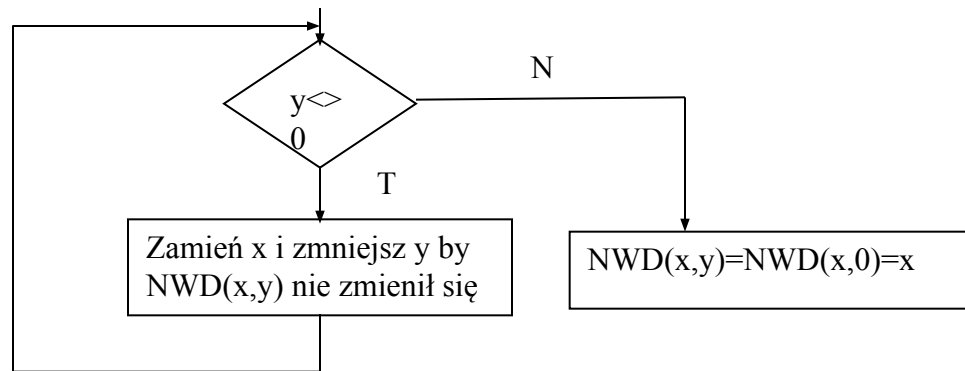 N
y<>
0
T
Zamień x i zmniejsz y by
NWD(x,y) nie zmienił się
NWD(x,y)=NWD(x,0)=x